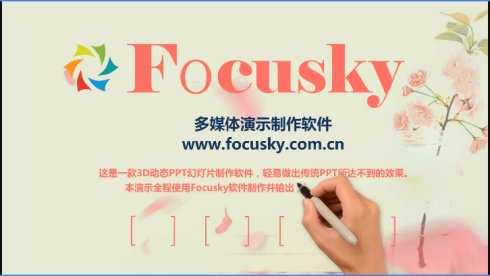 Focusky
多媒体演示制作软件
www.focusky.com.cn
这是一款3D动态PPT幻灯片制作软件，轻易做出传统PPT所达不到的效果。
本演示全程使用Focusky软件制作并输出
[ ] [ ] [ ]